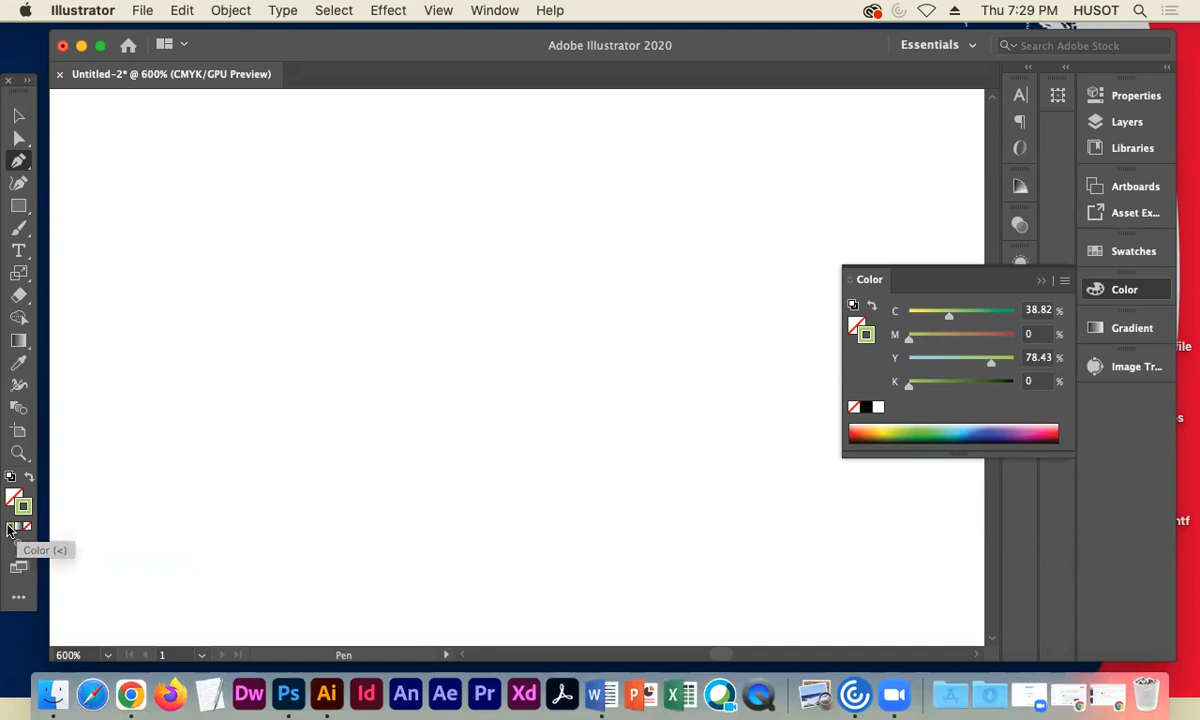 Illustrator File Edit Object Type Select Effect View Window Help Thu 7:29 PM HUSOT
Adobe Illustrator 2020
Essentials
Search Adobe Stock
× Untitled-2* @ 600% (CMYK/GPU Preview)
Properties
Layers
Libraries
Artboards
Asset Ex...
Swatches
Color
Gradient
Image Tr...
Color
C 38.82 %
M 0 %
Y 78.43 %
K 0 %
Color (<)
600% 1 Pen
file
s
ntf
Dw Ps Ai Id An Ae Pr Xd W P X